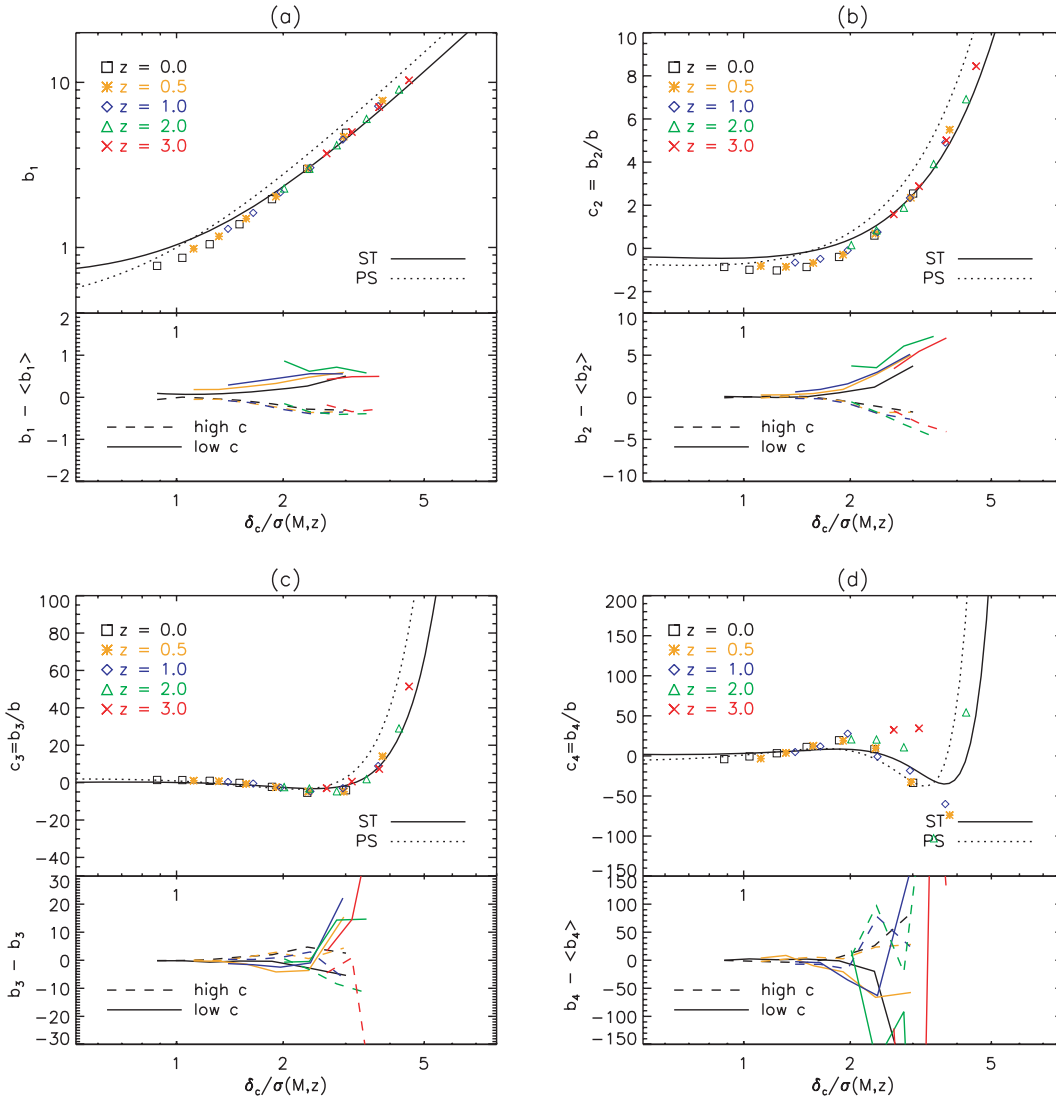 (a)
10
1
b₁
□ z = 0.0
✳ z = 0.5
◇ z = 1.0
△ z = 2.0
× z = 3.0
ST
PS
2
1
0
-1
-2
b₁ - <b₁>
1
high c
low c
1 2 5
δc/σ(M,z)
(b)
10
8
6
4
2
0
-2
c₂ = b₂/b
□ z = 0.0
✳ z = 0.5
◇ z = 1.0
△ z = 2.0
× z = 3.0
ST
PS
10
5
0
-5
-10
b₂ - <b₂>
1
high c
low c
1 2 5
δc/σ(M,z)
(c)
100
80
60
40
20
0
-20
-40
c₃=b₃/b
□ z = 0.0
✳ z = 0.5
◇ z = 1.0
△ z = 2.0
× z = 3.0
ST
PS
30
20
10
0
-10
-20
-30
b₃ - b₃
1
high c
low c
1 2 5
δc/σ(M,z)
(d)
200
150
100
50
0
-50
-100
-150
c₄=b₄/b
□ z = 0.0
✳ z = 0.5
◇ z = 1.0
△ z = 2.0
× z = 3.0
ST
PS
150
100
50
0
-50
-100
-150
b₄ - <b₄>
1
high c
low c
1 2 5
δc/σ(M,z)